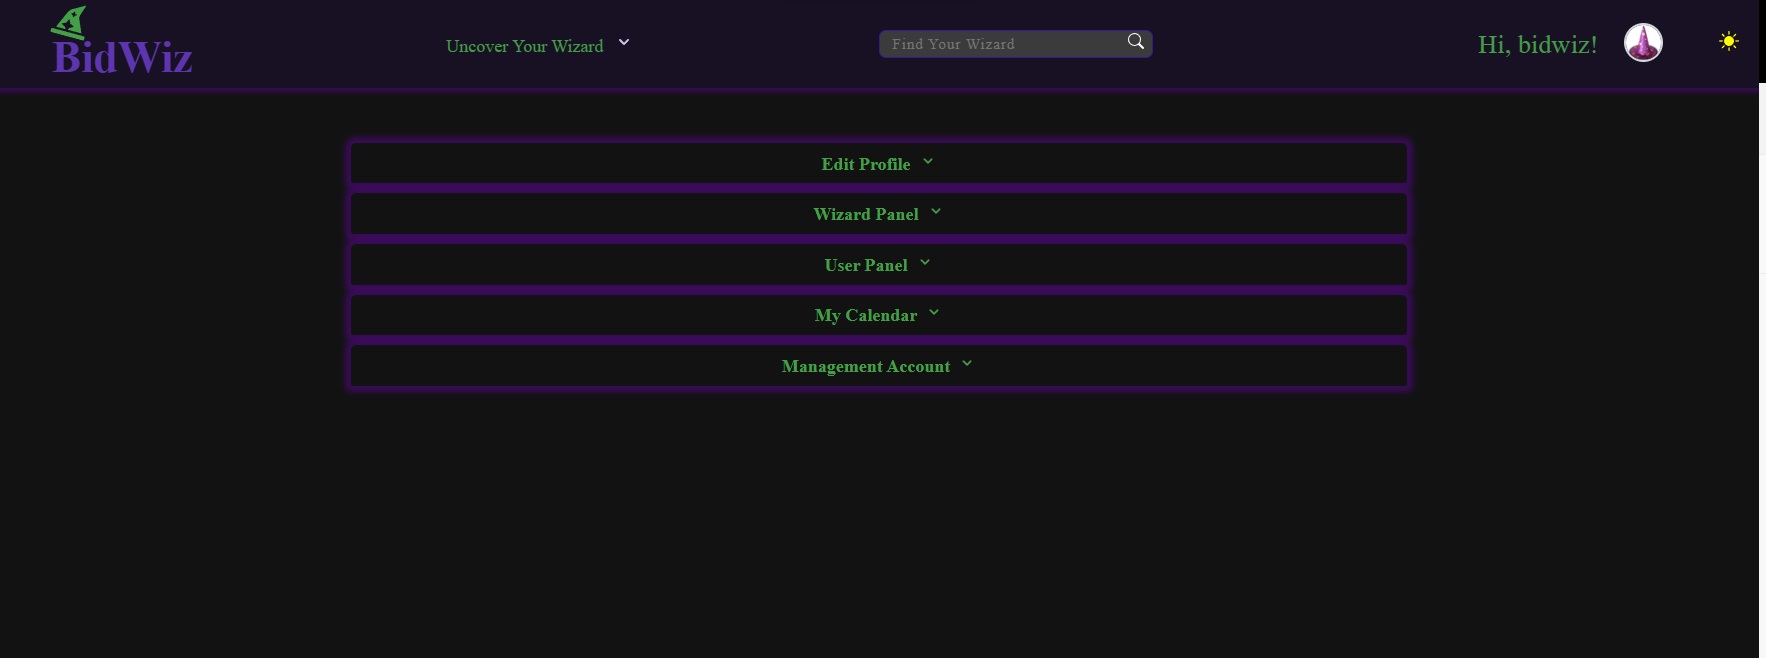 BidWiz
Uncover Your Wizard
Find Your Wizard
Hi, bidwiz!
Edit Profile
Wizard Panel
User Panel
My Calendar
Management Account